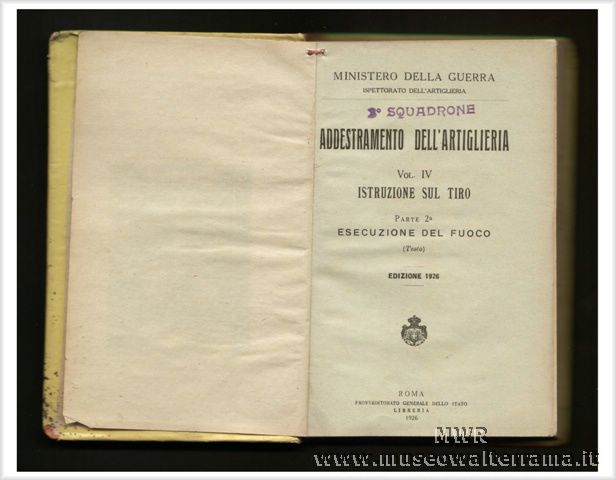 MINISTERO DELLA GUERRA
ISPETTORATO DELL'ARTIGLIERIA
3º SQUADRONE
ADDESTRAMENTO DELL'ARTIGLIERIA
VOL. IV
ISTRUZIONE SUL TIRO
PARTE 2ª
ESECUZIONE DEL FUOCO
(Testo)
EDIZIONE 1926
ROMA
PROVVEDITORATO GENERALE DELLO STATO
LIBRERIA
1926
MWR
www.museowalterrama.it